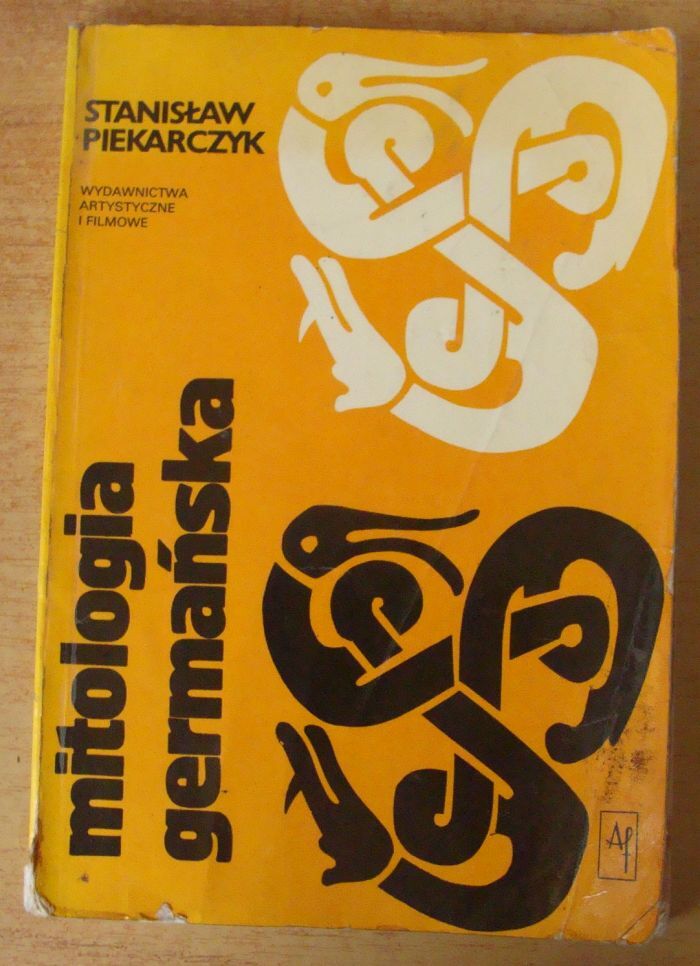 STANISŁAW
PIEKARCZYK
WYDAWNICTWA
ARTYSTYCZNE
I FILMOWE
mitologia
germańska
Af